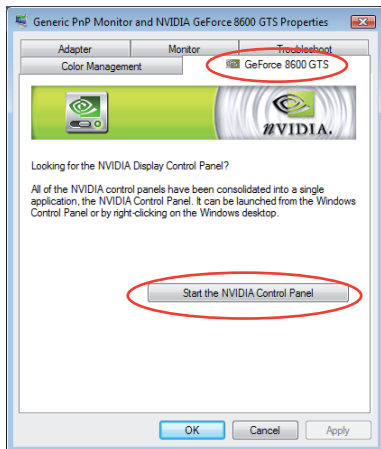 Generic PnP Monitor and NVIDIA GeForce 8600 GTS Properties
Adapter Monitor Troubleshoot
Color Management GeForce 8600 GTS
NVIDIA.
Looking for the NVIDIA Display Control Panel?
All of the NVIDIA control panels have been consolidated into a single
application, the NVIDIA Control Panel. It can be launched from the Windows
Control Panel or by right-clicking on the Windows desktop.
Start the NVIDIA Control Panel
OK Cancel Apply